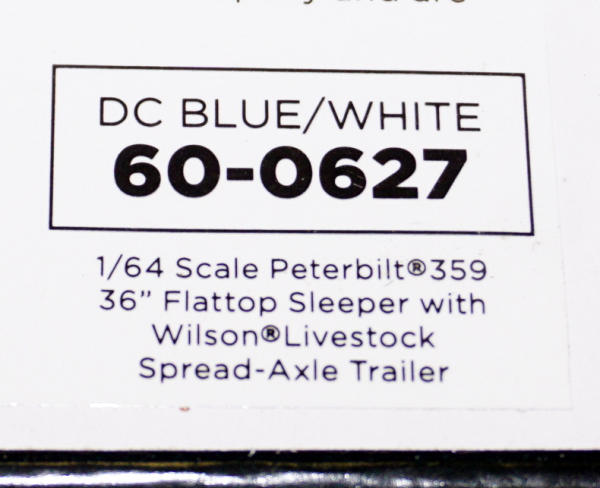 DC BLUE/WHITE
60-0627
1/64 Scale Peterbilt®359
36” Flattop Sleeper with
Wilson®Livestock
Spread-Axle Trailer